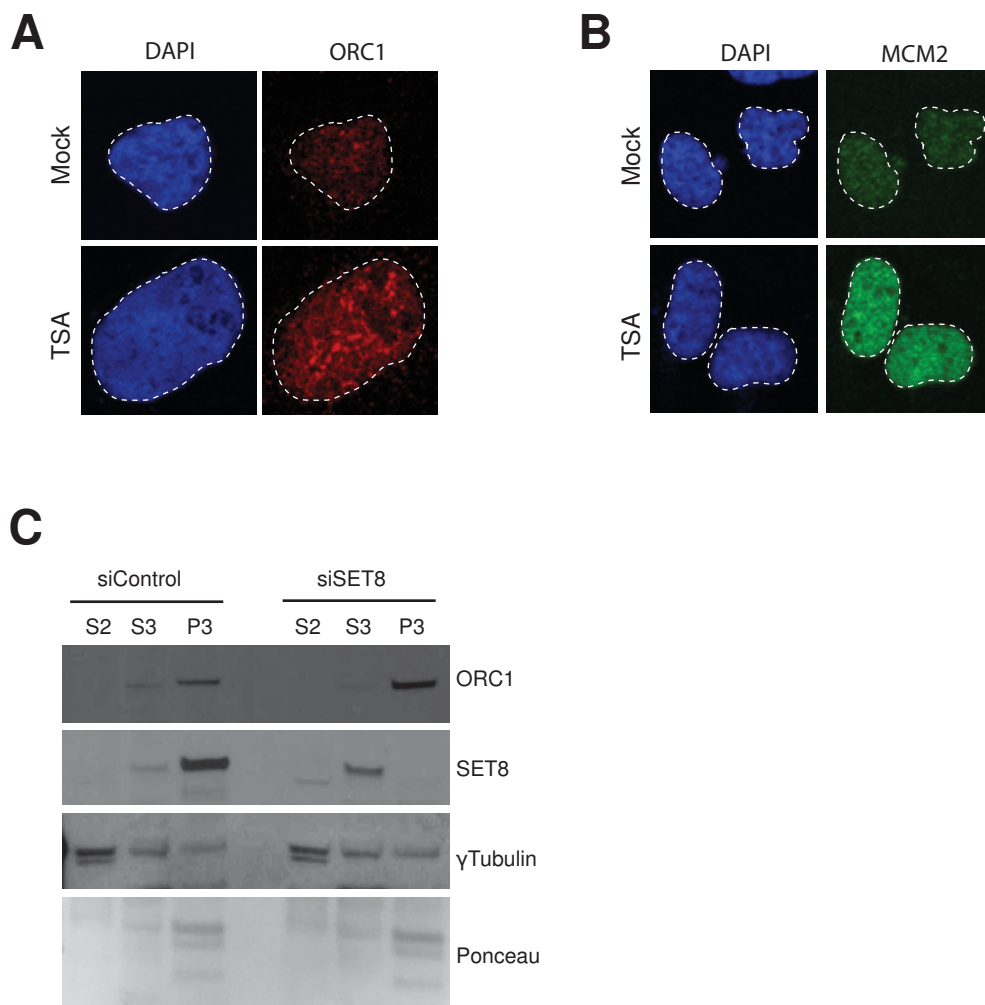 A
B
DAPI ORC1
DAPI MCM2
Mock
Mock
TSA
TSA
C
siControl siSET8
S2 S3 P3 S2 S3 P3
ORC1
SET8
γTubulin
Ponceau